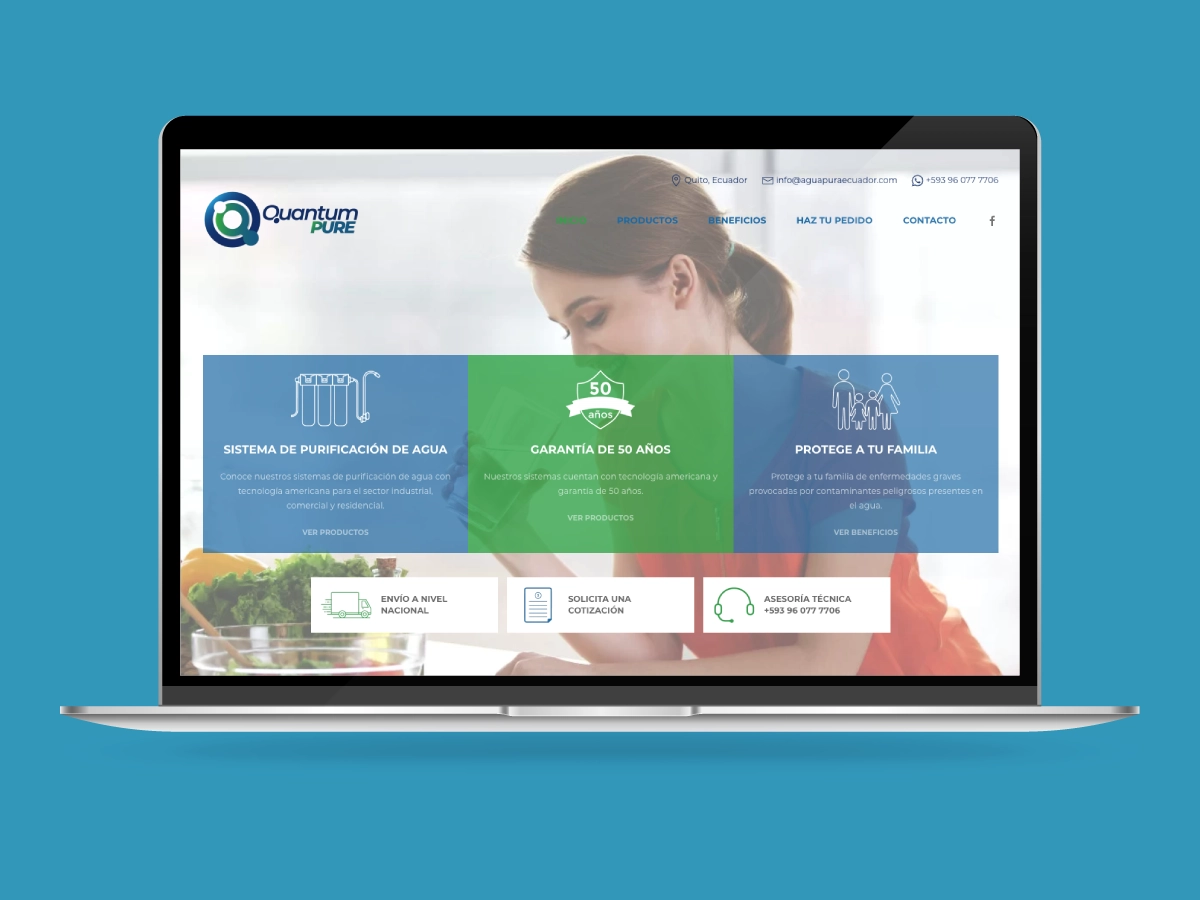 Quito, Ecuador
info@aguapuraecuador.com
+593 96 077 7706
Quantum
PURE
INICIO
PRODUCTOS
BENEFICIOS
HAZ TU PEDIDO
CONTACTO
50
años
SISTEMA DE PURIFICACIÓN DE AGUA
Conoce nuestros sistemas de purificación de agua con
tecnología americana para el sector industrial,
comercial y residencial.
VER PRODUCTOS
GARANTÍA DE 50 AÑOS
Nuestros sistemas cuentan con tecnología americana y
garantía de 50 años.
VER PRODUCTOS
PROTEGE A TU FAMILIA
Protege a tu familia de enfermedades graves
provocadas por contaminantes peligrosos presentes en
el agua.
VER BENEFICIOS
ENVÍO A NIVEL
NACIONAL
SOLICITA UNA
COTIZACIÓN
ASESORÍA TÉCNICA
+593 96 077 7706